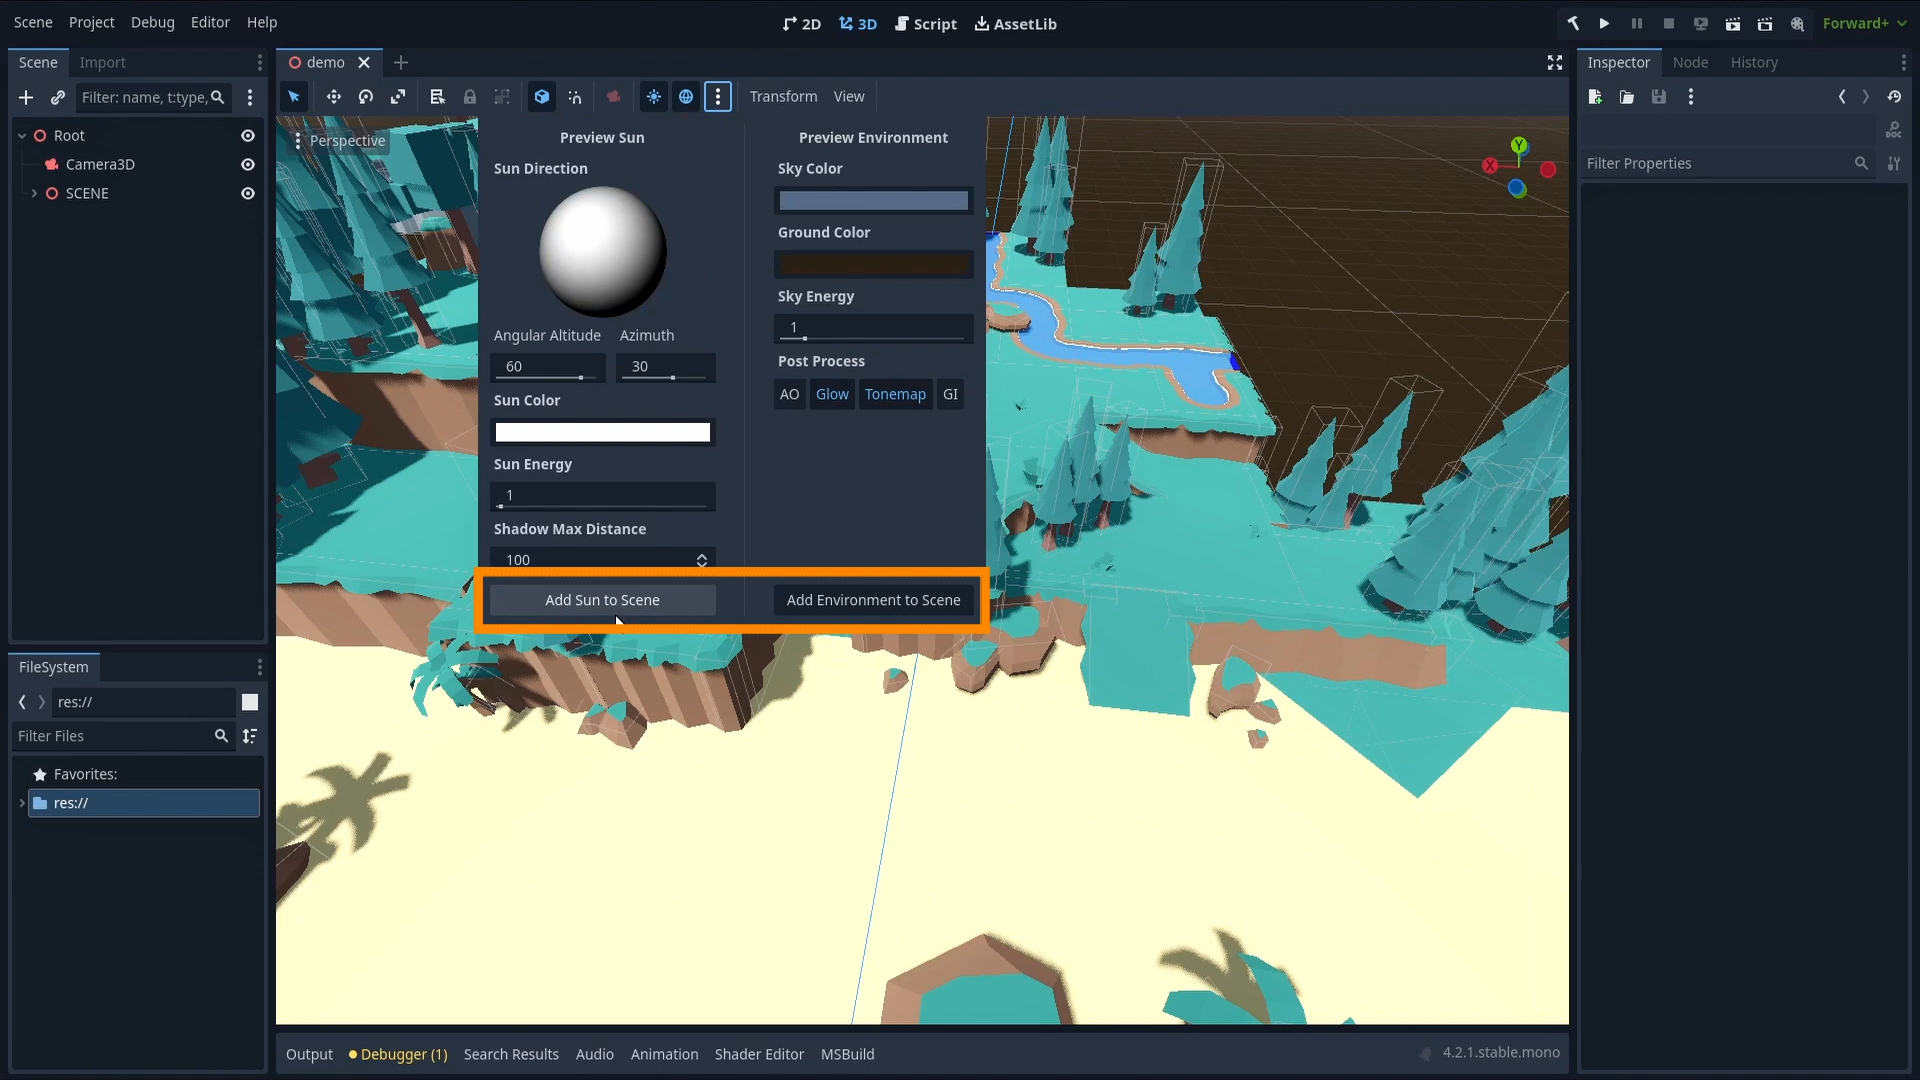 Scene Project Debug Editor Help
2D 3D Script AssetLib
Forward+
Scene Import
Filter: name, t:type,
Root
Camera3D
SCENE
demo
Transform View
Perspective
Preview Sun
Sun Direction
Angular Altitude Azimuth
60 30
Sun Color
Sun Energy
1
Shadow Max Distance
100
Add Sun to Scene
Preview Environment
Sky Color
Ground Color
Sky Energy
1
Post Process
AO Glow Tonemap GI
Add Environment to Scene
Y
X
Inspector Node History
DOC
Filter Properties
FileSystem
res://
Filter Files
Favorites:
res://
Output Debugger (1) Search Results Audio Animation Shader Editor MSBuild
4.2.1.stable.mono